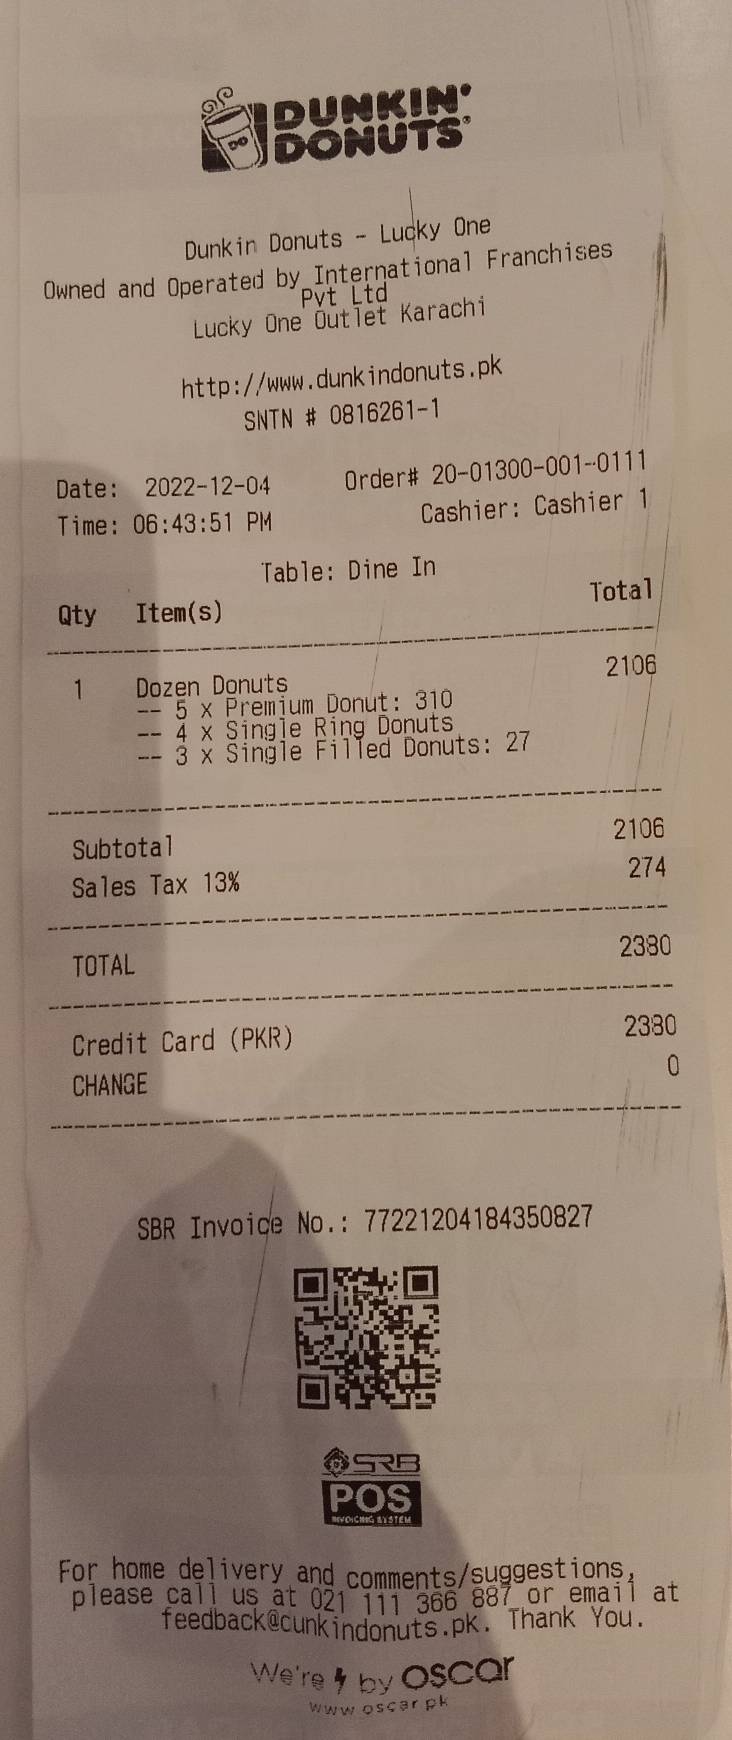 DUNKIN'
DONUTS®
Dunkin Donuts - Lucky One
Owned and Operated by International Franchises
Pvt Ltd
Lucky One Outlet Karachi
http://www.dunkindonuts.pk
SNTN # 0816261-1
Date: 2022-12-04 Order# 20-01300-001-0111
Time: 06:43:51 PM Cashier: Cashier 1
Table: Dine In
Qty Item(s) Total
1 Dozen Donuts 2106
-- 5 x Premium Donut: 310
-- 4 x Single Ring Donuts
-- 3 x Single Filled Donuts: 27
Subtotal 2106
Sales Tax 13% 274
TOTAL 2380
Credit Card (PKR) 2380
CHANGE 0
SBR Invoice No.: 77221204184350827
SRB
POS
INVOICING SYSTEM
For home delivery and comments/suggestions,
please call us at 021 111 366 887 or email at
feedback@cunkindonuts.pk. Thank You.
We're by OSCAR
www.oscar.pk